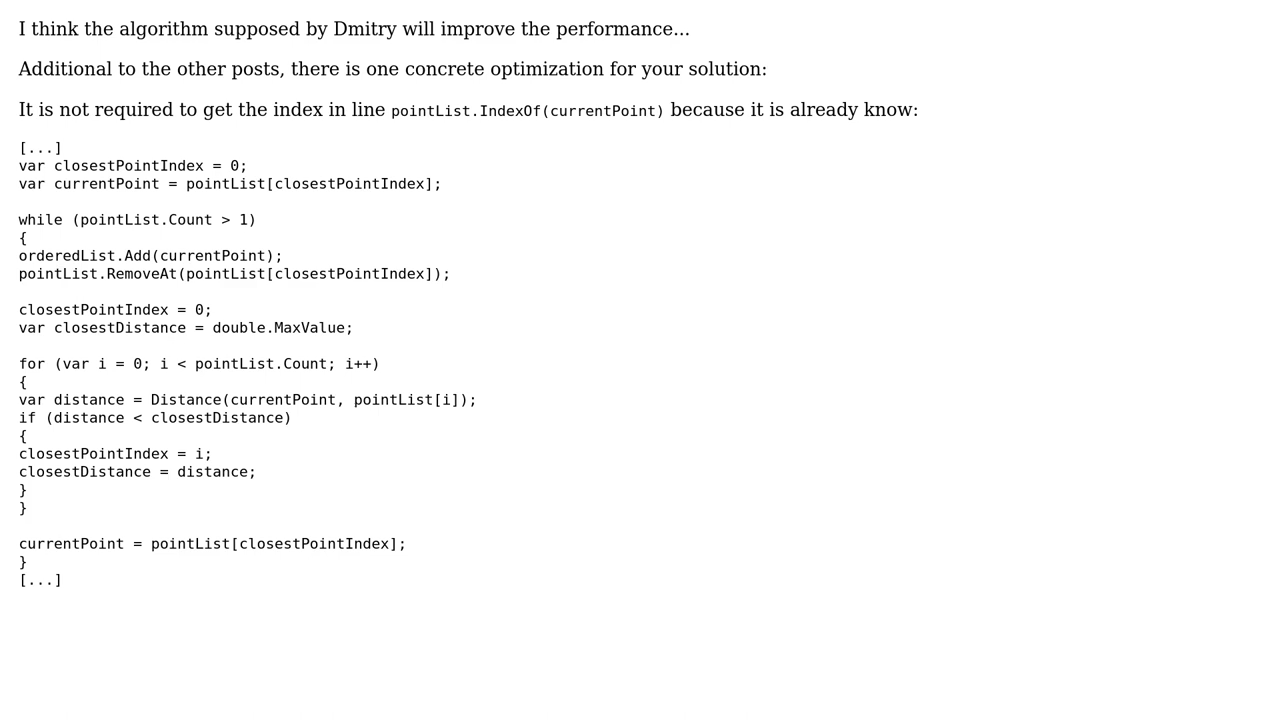 I think the algorithm supposed by Dmitry will improve the performance...
Additional to the other posts, there is one concrete optimization for your solution:
It is not required to get the index in line pointList.IndexOf(currentPoint) because it is already know:
[...]
var closestPointIndex = 0;
var currentPoint = pointList[closestPointIndex];
while (pointList.Count > 1)
{
orderedList.Add(currentPoint);
pointList.RemoveAt(pointList[closestPointIndex]);
closestPointIndex = 0;
var closestDistance = double.MaxValue;
for (var i = 0; i < pointList.Count; i++)
{
var distance = Distance(currentPoint, pointList[i]);
if (distance < closestDistance)
{
closestPointIndex = i;
closestDistance = distance;
}
}
currentPoint = pointList[closestPointIndex];
}
[...]